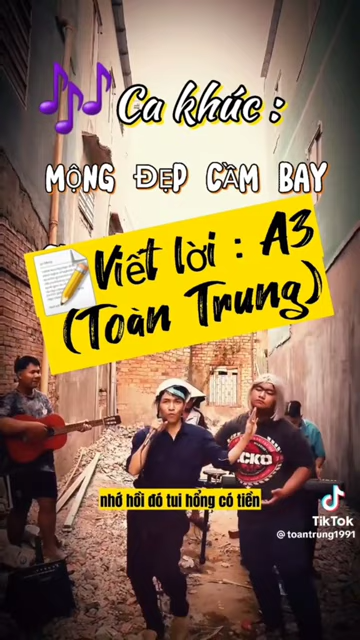 Ca khúc :
MỘNG ĐẸP CẦM BAY
Viết lời : A3
(Toàn Trung)
nhớ hồi đó tui hổng có tiền
TikTok
@toantrung1991